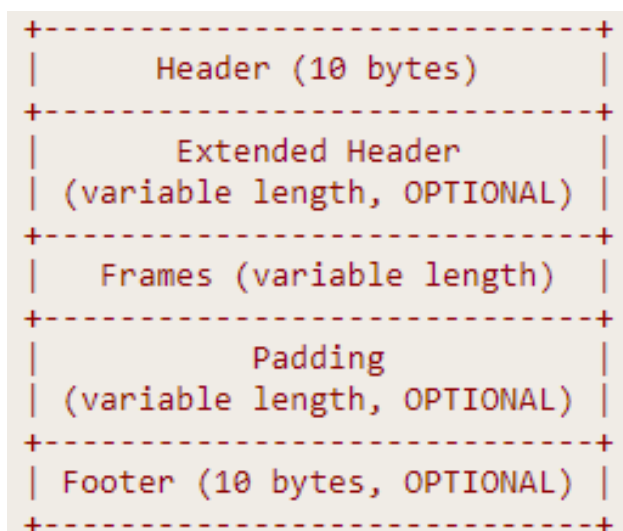 +-----------------------------+
|      Header (10 bytes)      |
+-----------------------------+
|       Extended Header       |
| (variable length, OPTIONAL) |
+-----------------------------+
|   Frames (variable length)  |
+-----------------------------+
|           Padding           |
| (variable length, OPTIONAL) |
+-----------------------------+
| Footer (10 bytes, OPTIONAL) |
+-----------------------------+